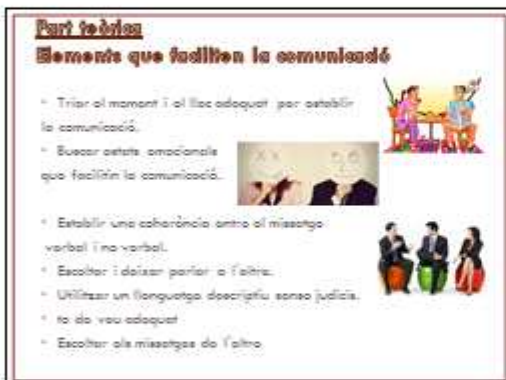 Part teòrica
Elements que faciliten la comunicació
* Triar el moment i el lloc adequat per establir
la comunicació.
* Buscar estats emocionals
que facilitin la comunicació.
* Establir una coherència entre el missatge
verbal i no verbal.
* Escoltar i deixar parlar a l'altre.
* Utilitzar un llenguatge descriptiu sense judicis.
* to de veu adequat
* Escoltar els missatges de l'altre